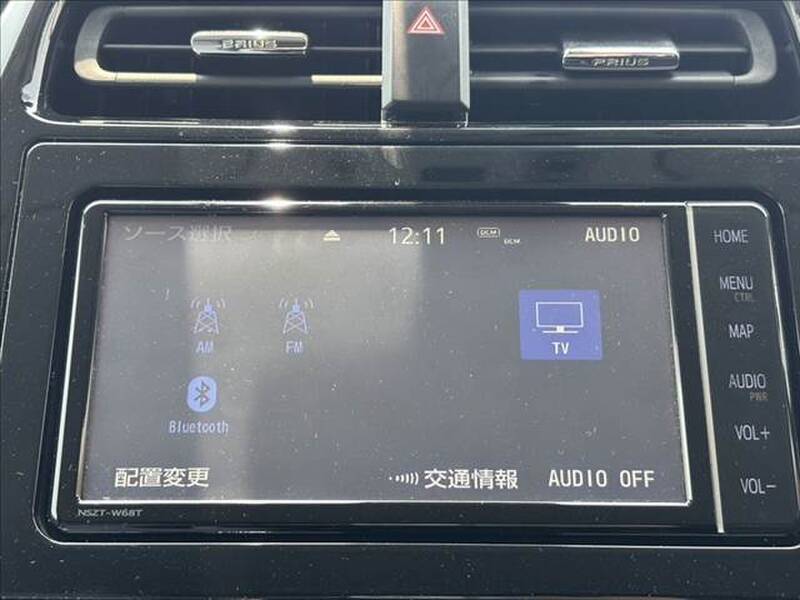 PRIUS
PRIUS
ソース選択
12:11
DCM
DCM
AUDIO
AM
FM
TV
Bluetooth
配置変更
交通情報
AUDIO OFF
NSZT-W68T
HOME
MENU
CTRL
MAP
AUDIO
PWR
VOL+
VOL−